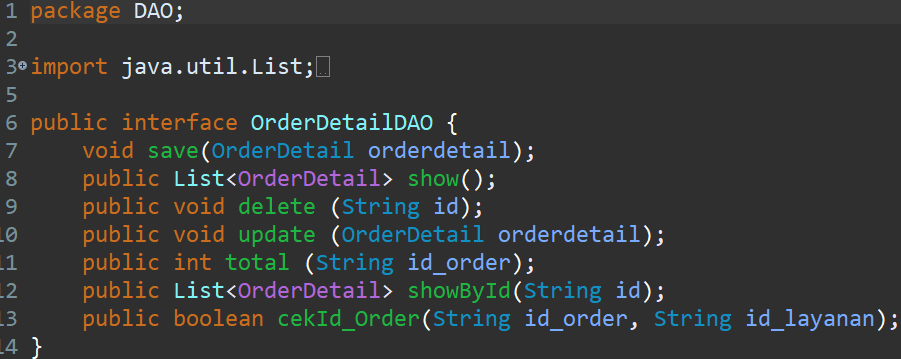 1 package DAO;
2
3 import java.util.List;
5
6 public interface OrderDetailDAO {
7 void save(OrderDetail orderdetail);
8 public List<OrderDetail> show();
9 public void delete (String id);
10 public void update (OrderDetail orderdetail);
11 public int total (String id_order);
12 public List<OrderDetail> showById(String id);
13 public boolean cekId_Order(String id_order, String id_layanan);
14 }